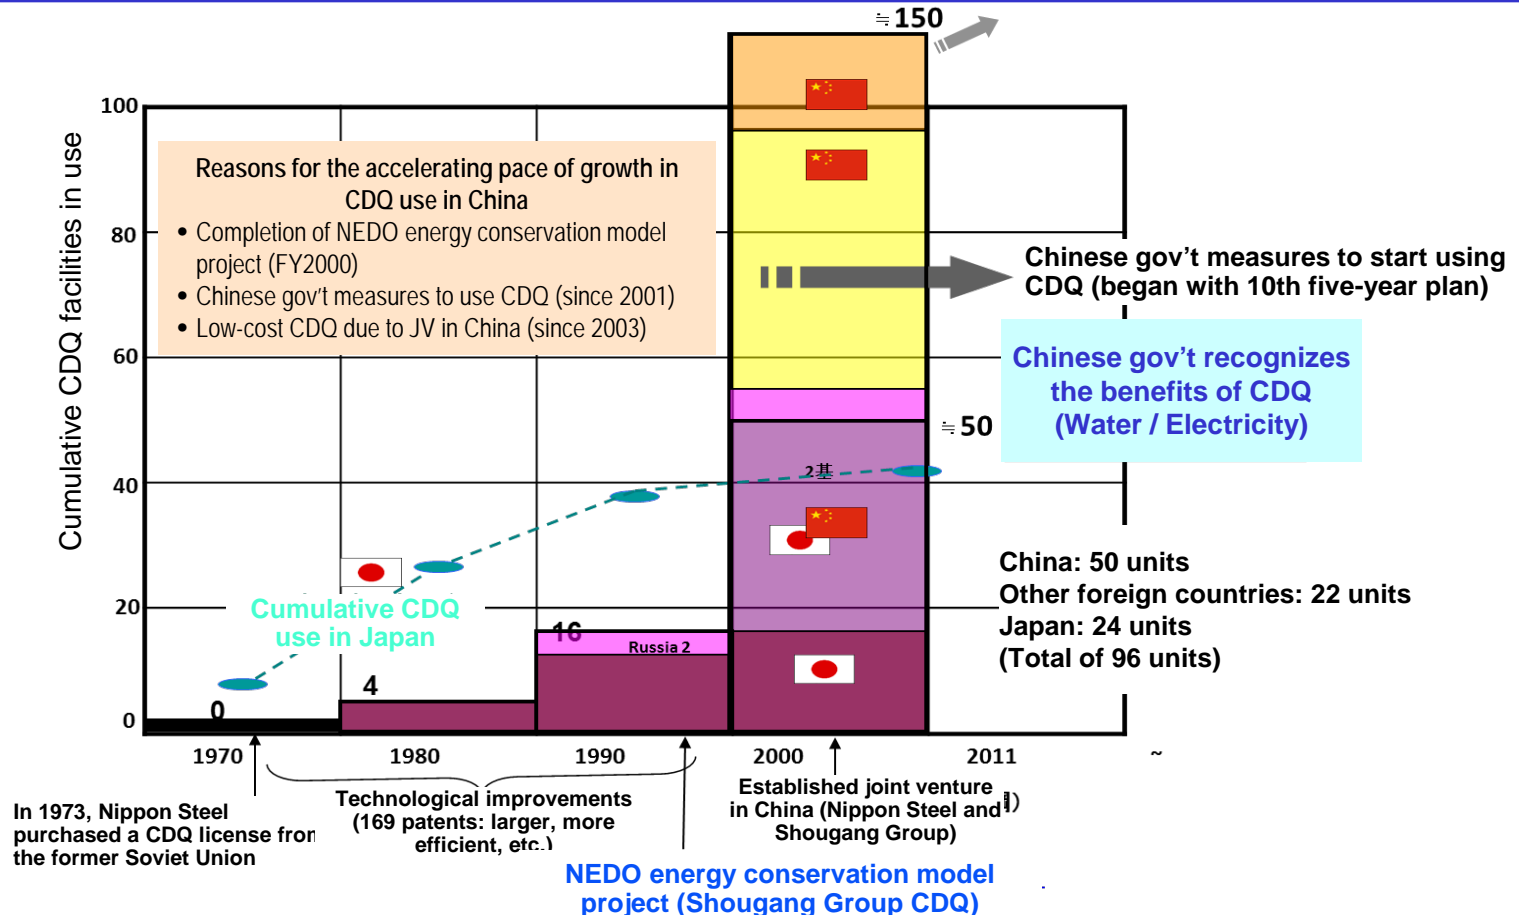 ≒150
100
80
60
40
20
0
Cumulative CDQ facilities in use
Reasons for the accelerating pace of growth in
CDQ use in China
• Completion of NEDO energy conservation model
project (FY2000)
• Chinese gov't measures to use CDQ (since 2001)
• Low-cost CDQ due to JV in China (since 2003)
Chinese gov't measures to start using
CDQ (began with 10th five-year plan)
Chinese gov't recognizes
the benefits of CDQ
(Water / Electricity)
≒50
2基
Cumulative CDQ
use in Japan
0
4
16
Russia 2
China: 50 units
Other foreign countries: 22 units
Japan: 24 units
(Total of 96 units)
1970
1980
1990
2000
2011
~
In 1973, Nippon Steel
purchased a CDQ license from
the former Soviet Union
Technological improvements
(169 patents: larger, more
efficient, etc.)
Established joint venture
in China (Nippon Steel and
Shougang Group)
NEDO energy conservation model
project (Shougang Group CDQ)